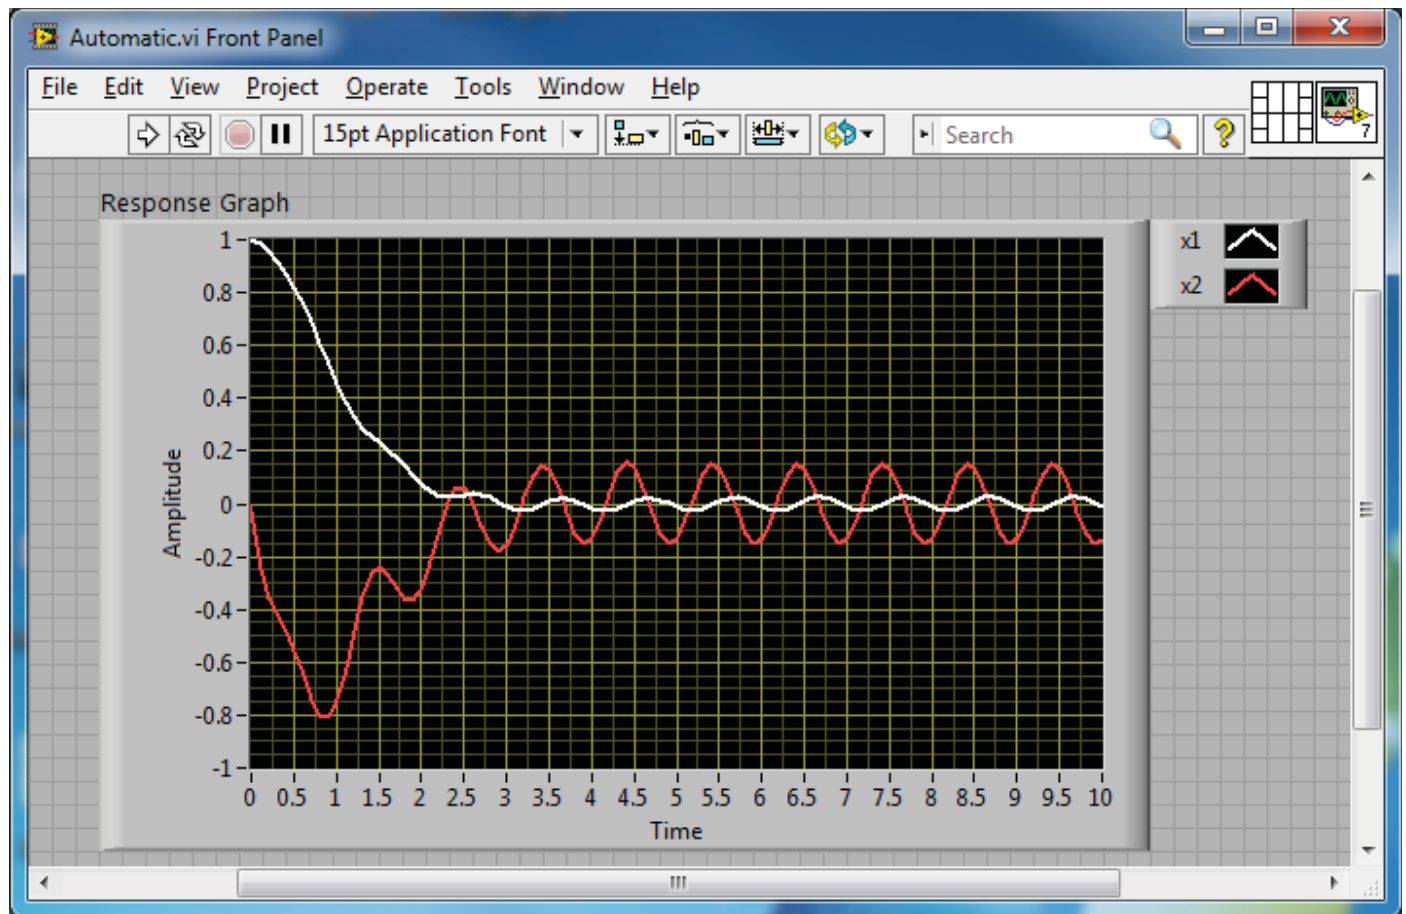 Automatic.vi Front Panel
File Edit View Project Operate Tools Window Help
15pt Application Font Search 7
Response Graph
x1
x2
1
0.8
0.6
0.4
0.2
0
-0.2
-0.4
-0.6
-0.8
-1
Amplitude
0 0.5 1 1.5 2 2.5 3 3.5 4 4.5 5 5.5 6 6.5 7 7.5 8 8.5 9 9.5 10
Time